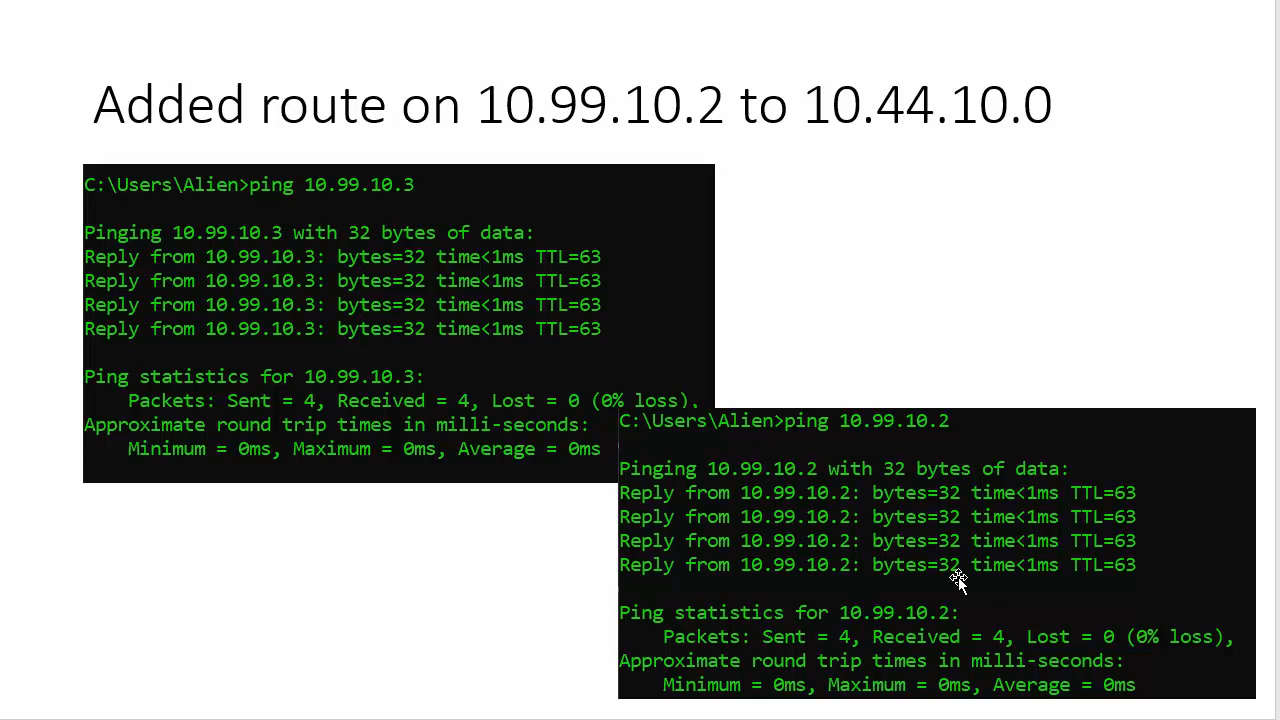 Added route on 10.99.10.2 to 10.44.10.0
C:\Users\Alien>ping 10.99.10.3
Pinging 10.99.10.3 with 32 bytes of data:
Reply from 10.99.10.3: bytes=32 time<1ms TTL=63
Reply from 10.99.10.3: bytes=32 time<1ms TTL=63
Reply from 10.99.10.3: bytes=32 time<1ms TTL=63
Reply from 10.99.10.3: bytes=32 time<1ms TTL=63
Ping statistics for 10.99.10.3:
    Packets: Sent = 4, Received = 4, Lost = 0 (0% loss),
Approximate round trip times in milli-seconds:
    Minimum = 0ms, Maximum = 0ms, Average = 0ms
C:\Users\Alien>ping 10.99.10.2
Pinging 10.99.10.2 with 32 bytes of data:
Reply from 10.99.10.2: bytes=32 time<1ms TTL=63
Reply from 10.99.10.2: bytes=32 time<1ms TTL=63
Reply from 10.99.10.2: bytes=32 time<1ms TTL=63
Reply from 10.99.10.2: bytes=32 time<1ms TTL=63
Ping statistics for 10.99.10.2:
    Packets: Sent = 4, Received = 4, Lost = 0 (0% loss),
Approximate round trip times in milli-seconds:
    Minimum = 0ms, Maximum = 0ms, Average = 0ms